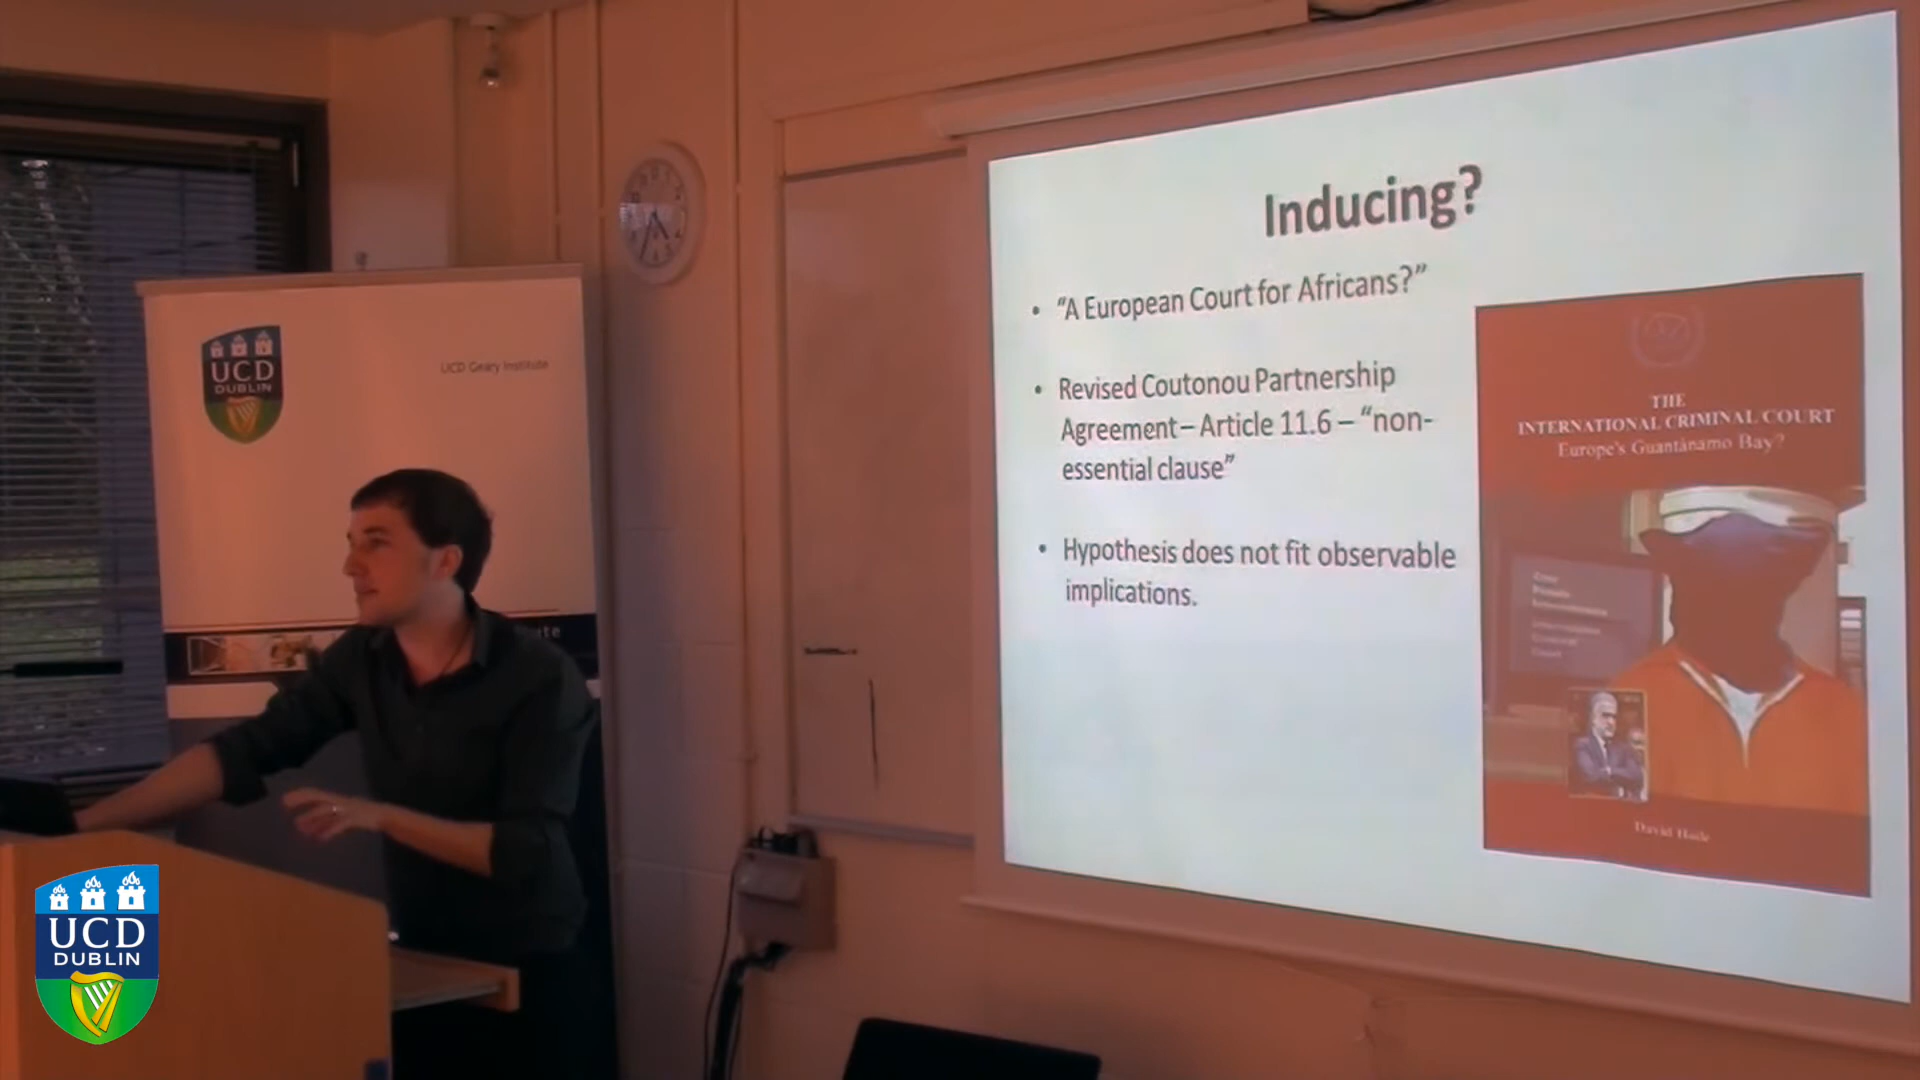 UCD
DUBLIN
UCD Geary Institute
Inducing?
• “A European Court for Africans?”
• Revised Coutonou Partnership
Agreement – Article 11.6 – “non-
essential clause”
• Hypothesis does not fit observable
implications.
THE
INTERNATIONAL CRIMINAL COURT
Europe's Guantánamo Bay?
David Hoile
UCD
DUBLIN